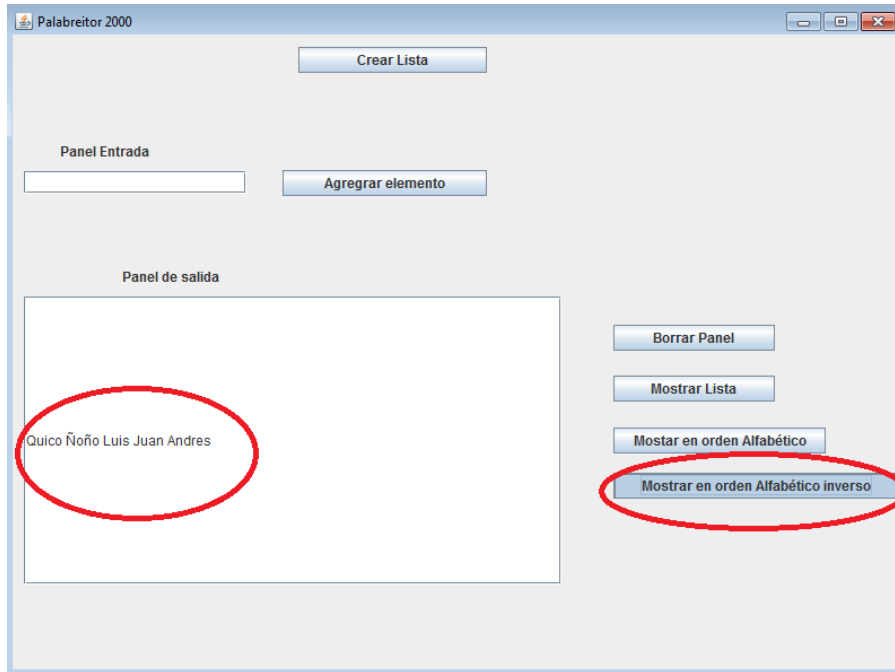 Palabreitor 2000
Crear Lista
Panel Entrada
Agregrar elemento
Panel de salida
Borrar Panel
Mostrar Lista
Quico Ñoño Luis Juan Andres
Mostar en orden Alfabético
Mostrar en orden Alfabético inverso